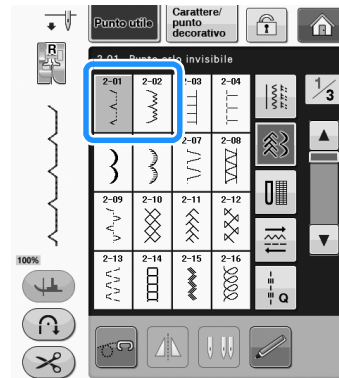 Punto utile
Carattere/
punto
decorativo
R
2-01 Punto orlo invisibile
2-01 2-02 2-03 2-04
1/3
2-07 2-08
2-09 2-10 2-11 2-12
100%
2-13 2-14 2-15 2-16
Q